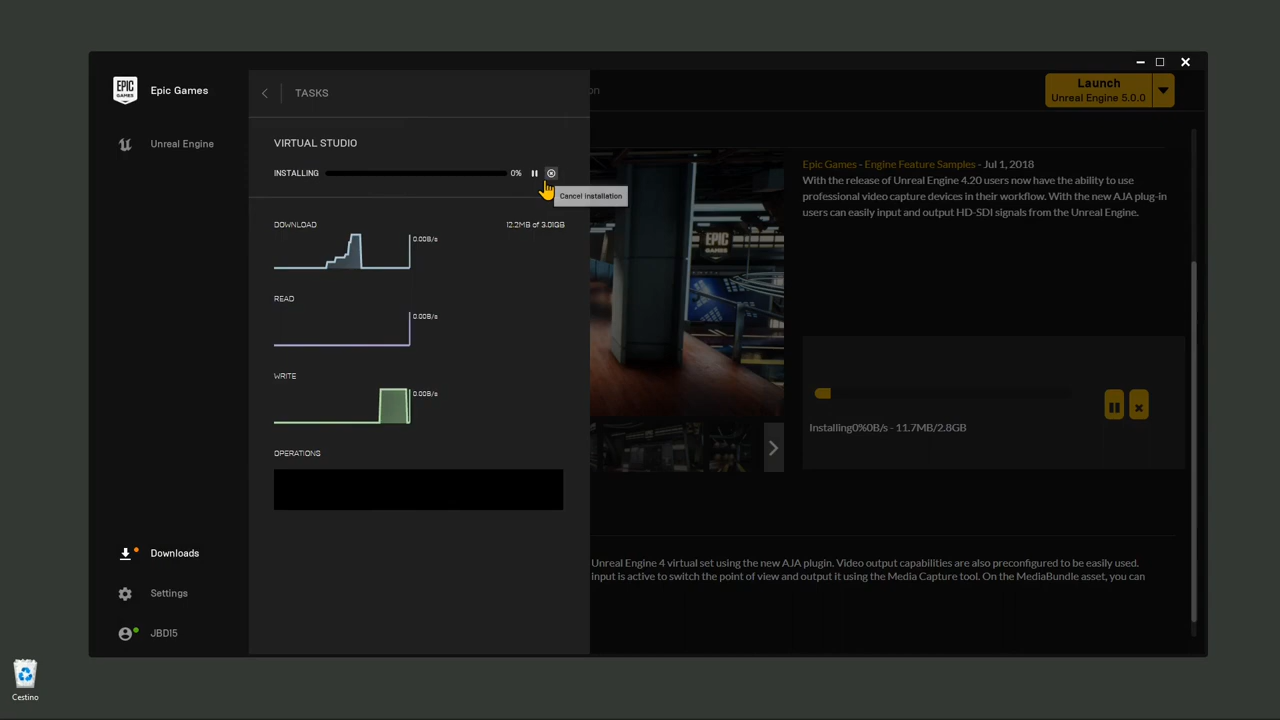 EPIC GAMES
Epic Games
Unreal Engine
TASKS
VIRTUAL STUDIO
INSTALLING 0%
Cancel installation
DOWNLOAD 12.2MB of 3.01GB
0.00B/s
READ
0.00B/s
WRITE
0.00B/s
OPERATIONS
Downloads
Settings
JBDI5
on
Launch
Unreal Engine 5.0.0
EPIC
Epic Games - Engine Feature Samples - Jul 1, 2018
With the release of Unreal Engine 4.20 users now have the ability to use
professional video capture devices in their workflow. With the new AJA plug-in
users can easily input and output HD-SDI signals from the Unreal Engine.
Installing0%0B/s - 11.7MB/2.8GB
Unreal Engine 4 virtual set using the new AJA plugin. Video output capabilities are also preconfigured to be easily used.
input is active to switch the point of view and output it using the Media Capture tool. On the MediaBundle asset, you can
Cestino